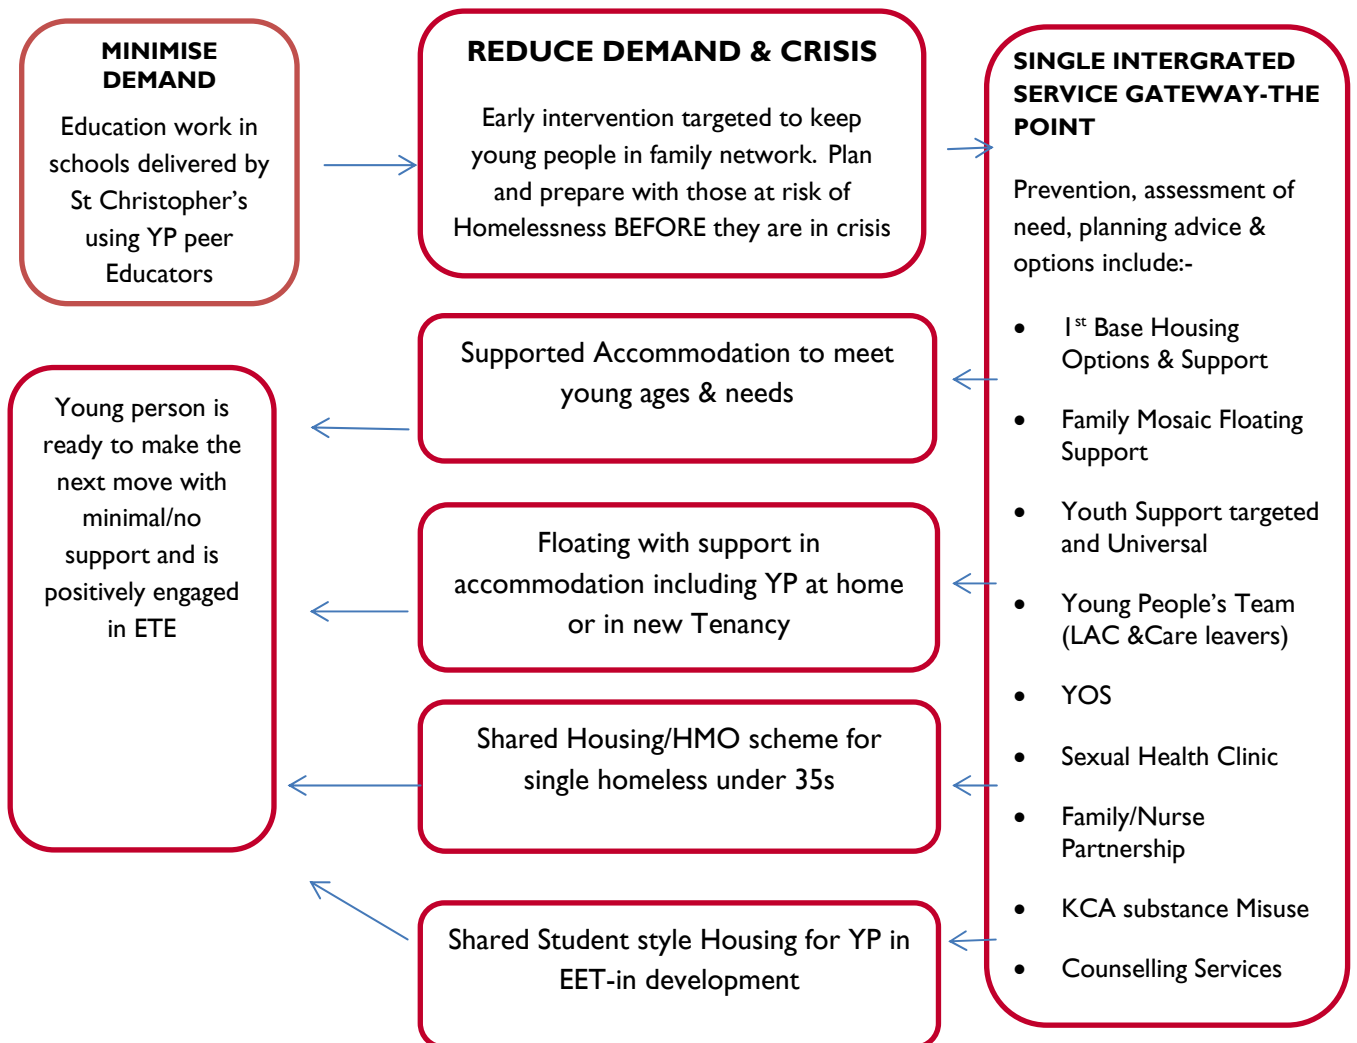 MINIMISE
DEMAND
Education work in
schools delivered by
St Christopher’s
using YP peer
Educators
REDUCE DEMAND & CRISIS
Early intervention targeted to keep
young people in family network. Plan
and prepare with those at risk of
Homelessness BEFORE they are in crisis
SINGLE INTERGRATED
SERVICE GATEWAY-THE
POINT
Prevention, assessment of
need, planning advice &
options include:-
• 1st Base Housing
Options & Support
• Family Mosaic Floating
Support
• Youth Support targeted
and Universal
• Young People’s Team
(LAC &Care leavers)
• YOS
• Sexual Health Clinic
• Family/Nurse
Partnership
• KCA substance Misuse
• Counselling Services
Supported Accommodation to meet
young ages & needs
Floating with support in
accommodation including YP at home
or in new Tenancy
Shared Housing/HMO scheme for
single homeless under 35s
Shared Student style Housing for YP in
EET-in development
Young person is
ready to make the
next move with
minimal/no
support and is
positively engaged
in ETE